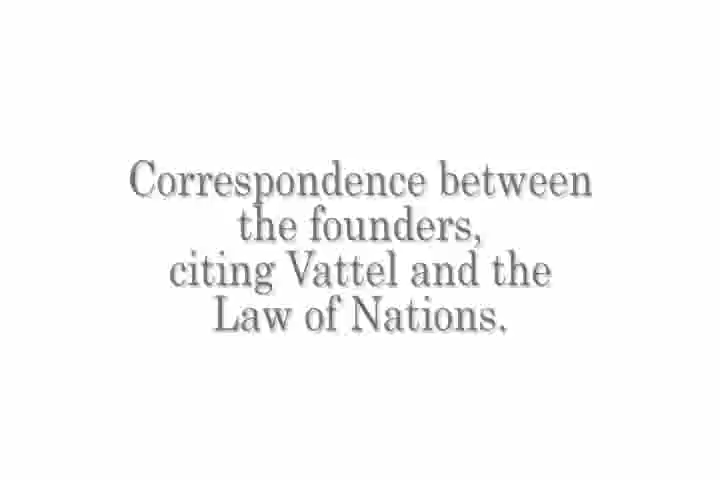 Correspondence between
the founders,
citing Vattel and the
Law of Nations.